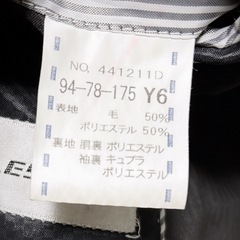 NO. 441211D
94-78-175 Y6
表地 毛 50%
ポリエステル 50%
裏地 胴裏 ポリエステル
袖裏 キュプラ
ポリエステル